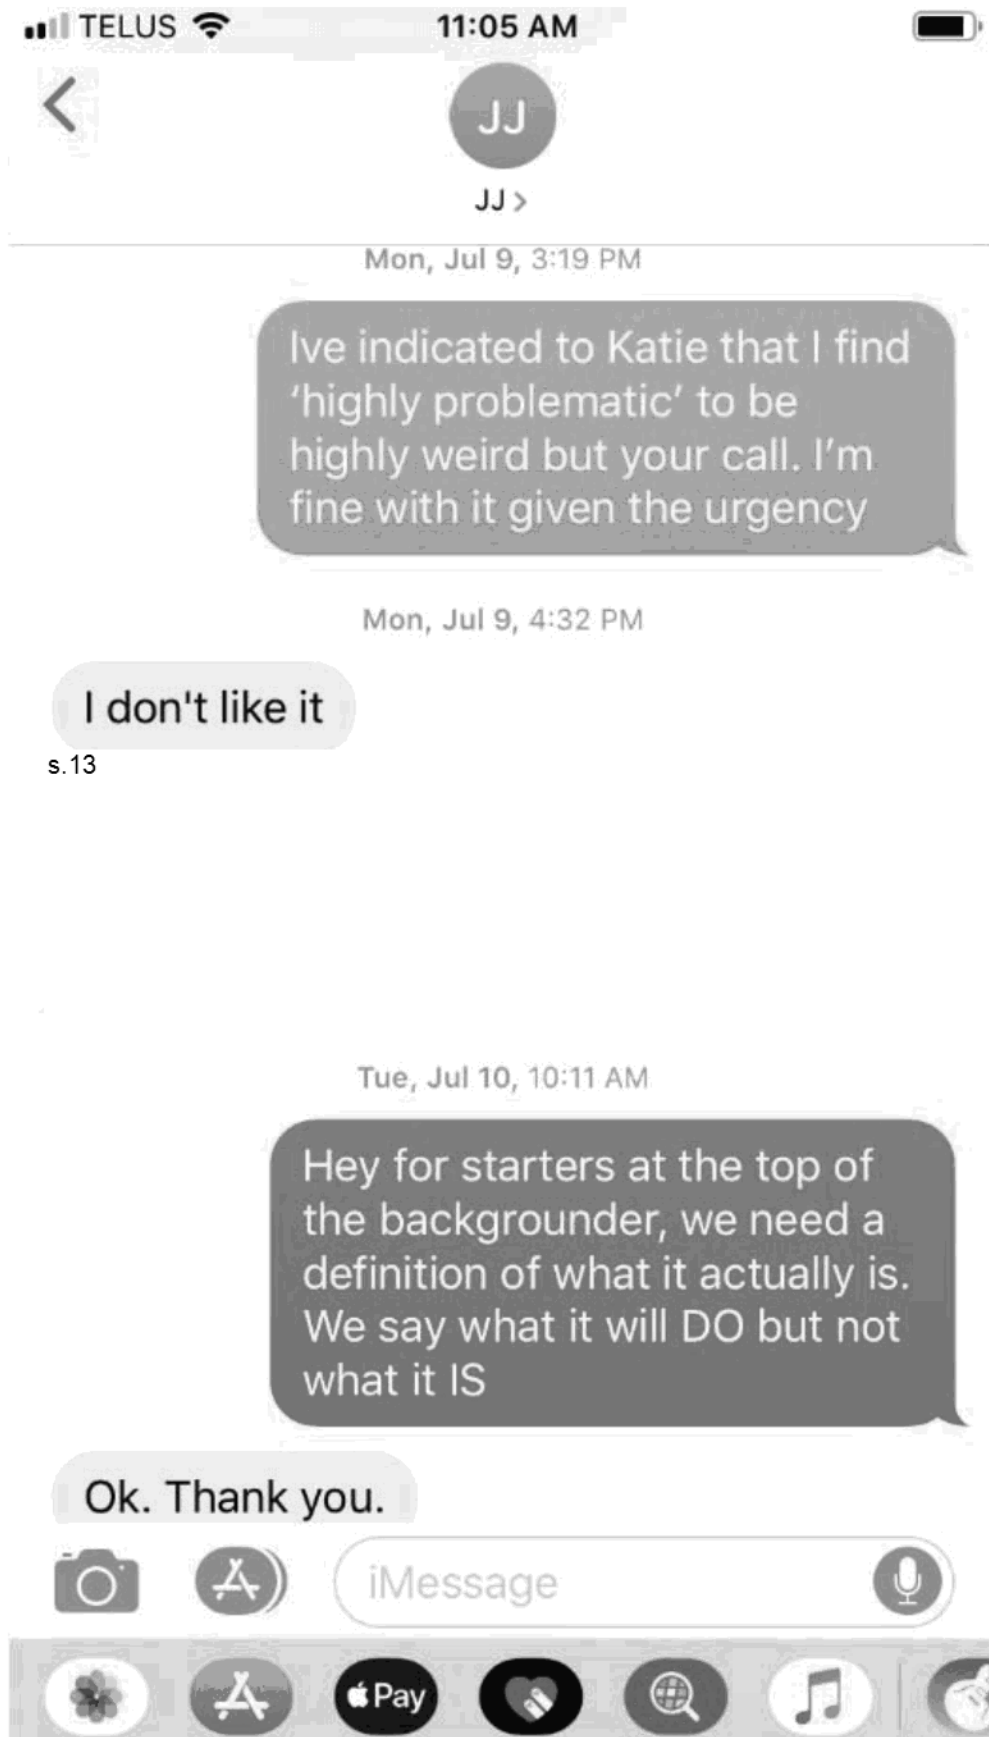 TELUS 11:05 AM
JJ
JJ >
Mon, Jul 9, 3:19 PM
Ive indicated to Katie that I find
‘highly problematic’ to be
highly weird but your call. I’m
fine with it given the urgency
Mon, Jul 9, 4:32 PM
I don't like it
s.13
Tue, Jul 10, 10:11 AM
Hey for starters at the top of
the backgrounder, we need a
definition of what it actually is.
We say what it will DO but not
what it IS
Ok. Thank you.
iMessage
Pay